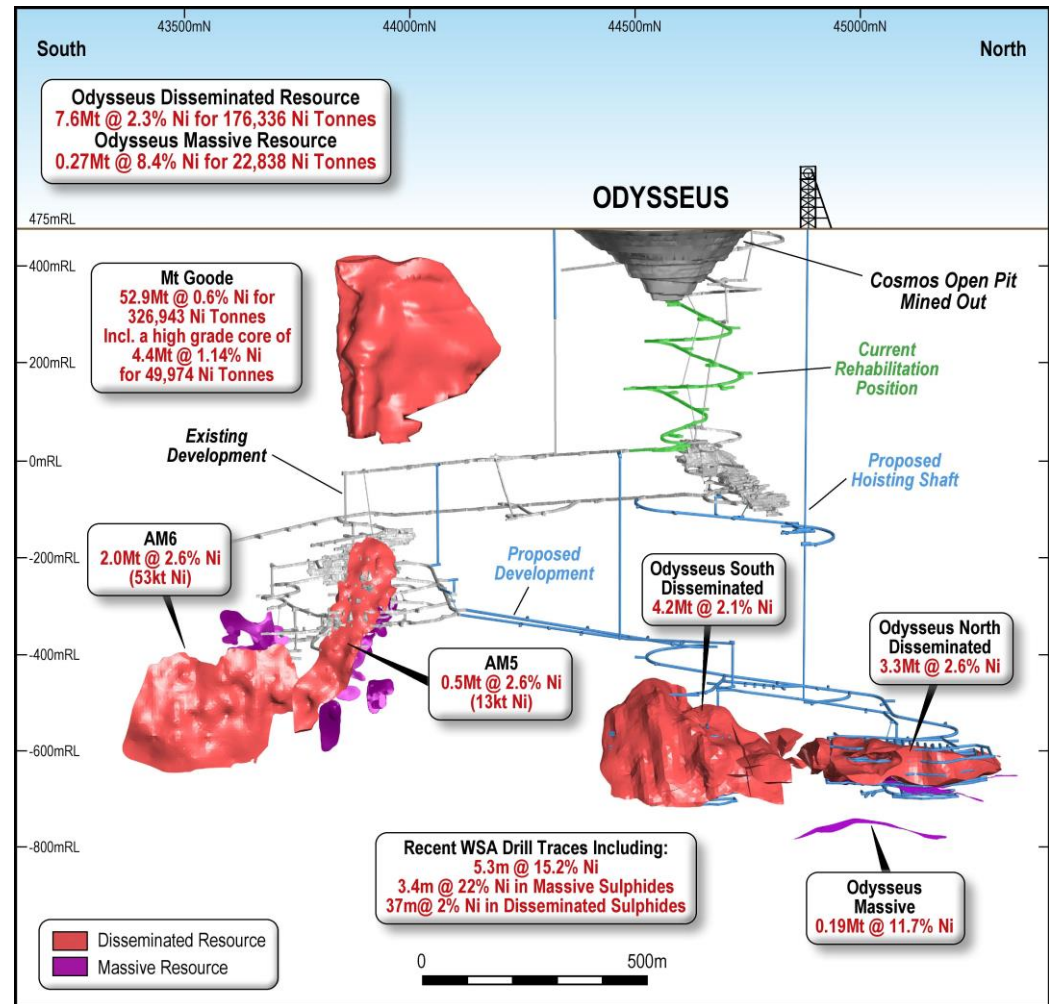 43500mN
44000mN
44500mN
45000mN
South
North
Odysseus Disseminated Resource
7.6Mt @ 2.3% Ni for 176,336 Ni Tonnes
Odysseus Massive Resource
0.27Mt @ 8.4% Ni for 22,838 Ni Tonnes
ODYSSEUS
475mRL
400mRL
Mt Goode
52.9Mt @ 0.6% Ni for
326,943 Ni Tonnes
Incl. a high grade core of
4.4Mt @ 1.14% Ni
for 49,974 Ni Tonnes
Cosmos Open Pit
Mined Out
200mRL
Current
Rehabilitation
Position
Existing
Development
0mRL
Proposed
Hoisting Shaft
-200mRL
AM6
2.0Mt @ 2.6% Ni
(53kt Ni)
Proposed
Development
Odysseus South
Disseminated
4.2Mt @ 2.1% Ni
Odysseus North
Disseminated
3.3Mt @ 2.6% Ni
-400mRL
AM5
0.5Mt @ 2.6% Ni
(13kt Ni)
-600mRL
-800mRL
Recent WSA Drill Traces Including:
5.3m @ 15.2% Ni
3.4m @ 22% Ni in Massive Sulphides
37m@ 2% Ni in Disseminated Sulphides
Odysseus
Massive
0.19Mt @ 11.7% Ni
Disseminated Resource
Massive Resource
0
500m